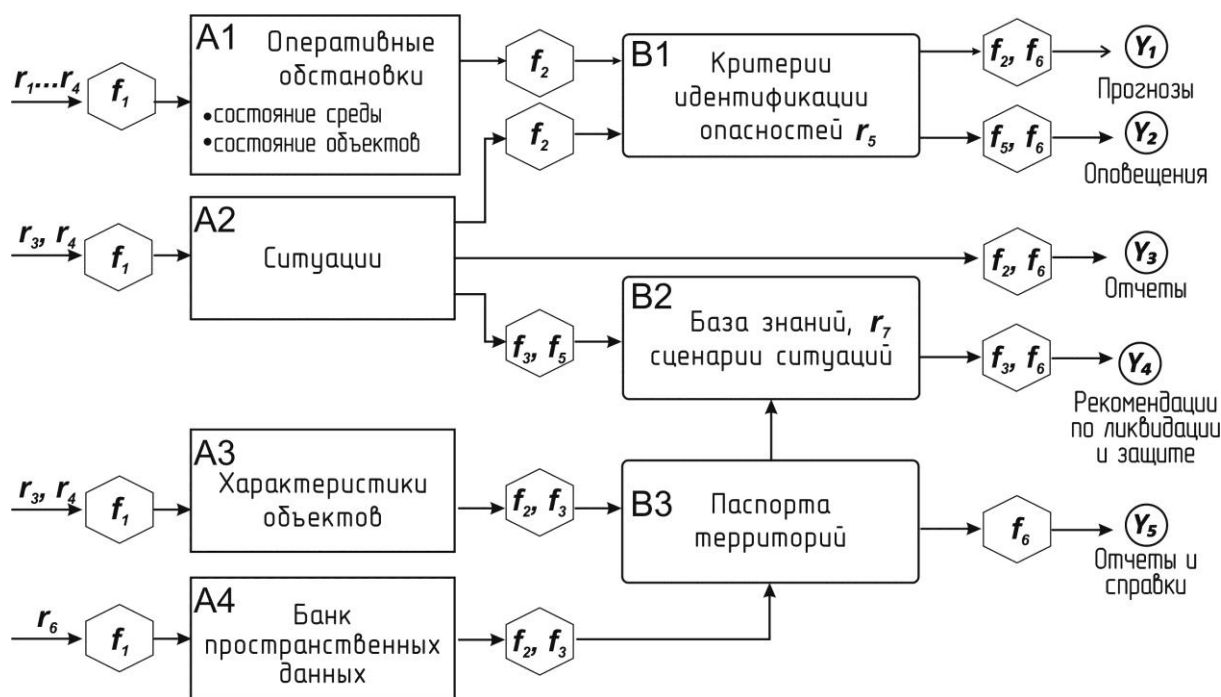 r₁...r₄
f₁
A1
Оперативные
обстановки
•состояние среды
•состояние объектов
f₂
f₂
B1
Критерии
идентификации
опасностей r₅
f₂, f₆
Y₁
Прогнозы
f₅, f₆
Y₂
Оповещения
r₃, r₄
f₁
A2
Ситуации
f₂, f₆
Y₃
Отчеты
f₃, f₅
B2
База знаний, r₇
сценарии ситуаций
f₃, f₆
Y₄
Рекомендации
по ликвидации
и защите
r₃, r₄
f₁
A3
Характеристики
объектов
f₂, f₃
B3
Паспорта
территорий
f₆
Y₅
Отчеты и
справки
r₆
f₁
A4
Банк
пространственных
данных
f₂, f₃